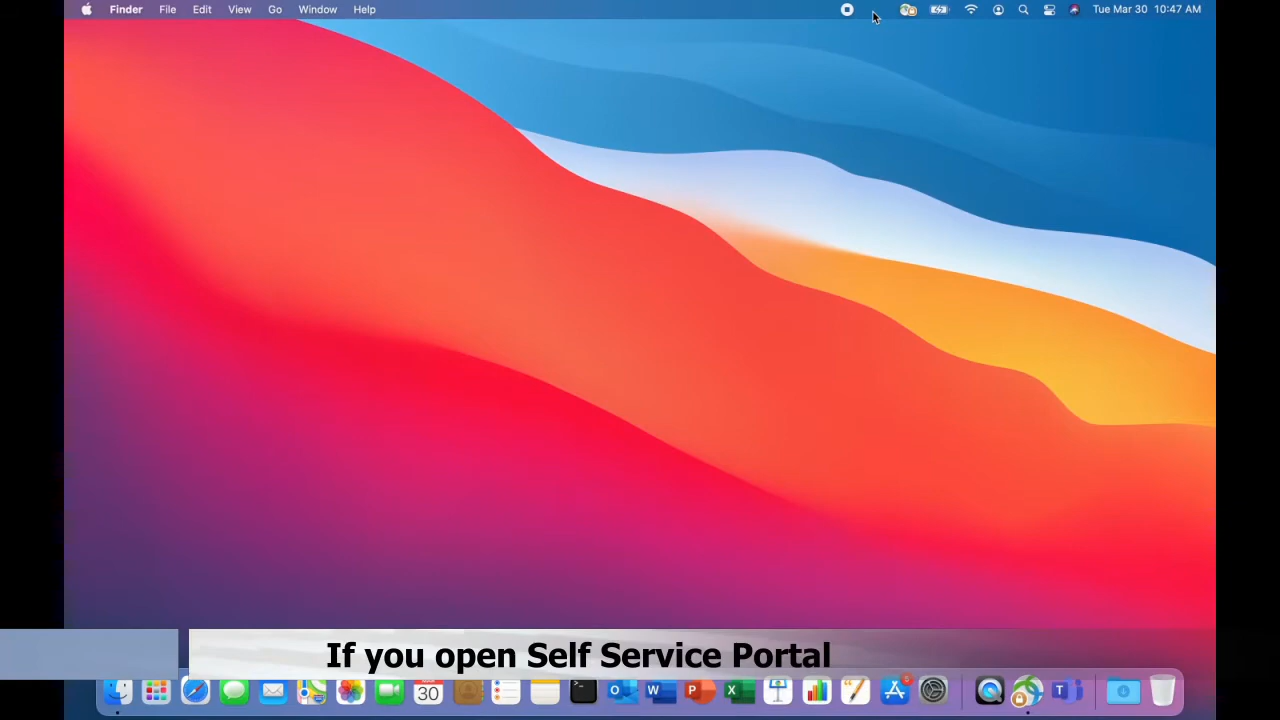 Finder File Edit View Go Window Help Tue Mar 30 10:47 AM
If you open Self Service Portal
30